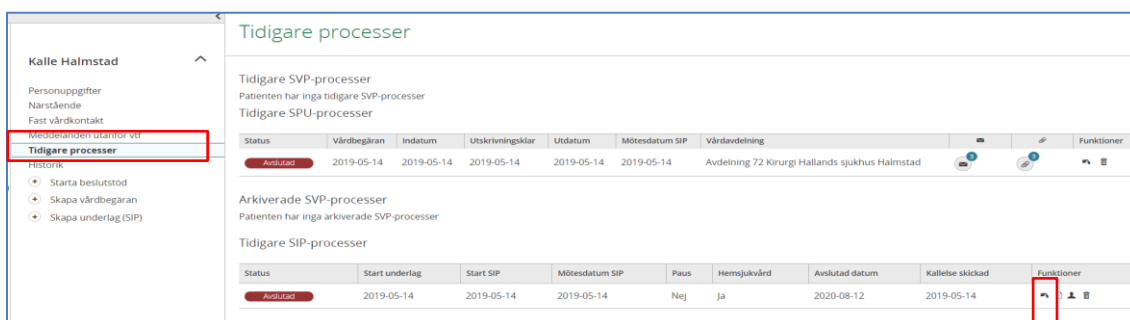 Tidigare processer
Kalle Halmstad
Personuppgifter
Närstående
Fast vårdkontakt
Meddelanden utanför vtf
Tidigare processer
Historik
Starta beslutstöd
Skapa vårdbegäran
Skapa underlag (SIP)
Tidigare SVP-processer
Patienten har inga tidigare SVP-processer
Tidigare SPU-processer
Status Vårdbegäran Indatum Utskrivningsklar Utdatum Mötesdatum SIP Vårdavdelning Funktioner
Avslutad 2019-05-14 2019-05-14 2019-05-14 2019-05-14 2019-05-14 Avdelning 72 Kirurgi Hallands sjukhus Halmstad 3 3
Arkiverade SVP-processer
Patienten har inga arkiverade SVP-processer
Tidigare SIP-processer
Status Start underlag Start SIP Mötesdatum SIP Paus Hemsjukvård Avslutad datum Kallelse skickad Funktioner
Avslutad 2019-05-14 2019-05-14 2019-05-14 Nej Ja 2020-08-12 2019-05-14